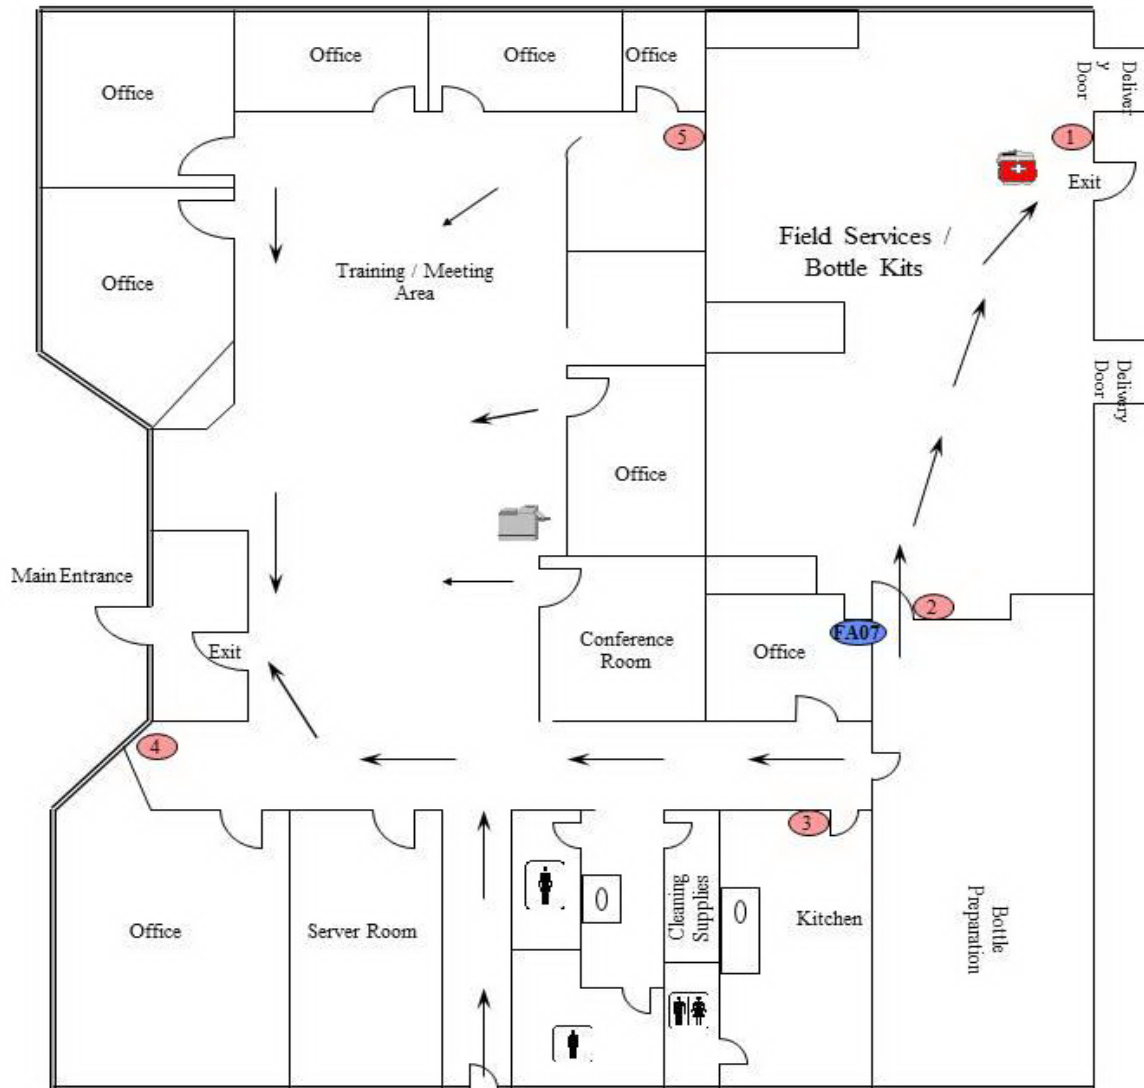 Office
Office
Office
Office
Deliver
y
Door
5
1
Exit
Field Services /
Bottle Kits
Training / Meeting
Area
Office
Delivery
Door
Office
Main Entrance
2
FA07
Conference
Room
Office
Exit
4
3
Office
Server Room
Cleaning
Supplies
Kitchen
Bottle
Preparation